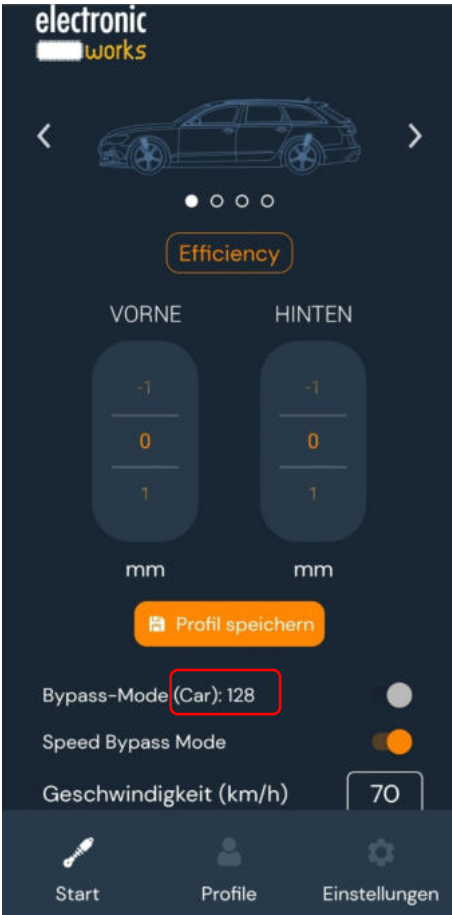 electronic
works
Efficiency
VORNE HINTEN
-1 -1
0 0
1 1
mm mm
Profil speichern
Bypass-Mode (Car): 128
Speed Bypass Mode
Geschwindigkeit (km/h) 70
Start Profile Einstellungen